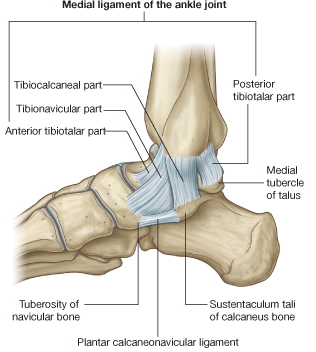 Medial ligament of the ankle joint
Tibiocalcaneal part
Tibionavicular part
Anterior tibiotalar part
Posterior
tibiotalar part
Medial
tubercle
of talus
Tuberosity of
navicular bone
Sustentaculum tali
of calcaneus bone
Plantar calcaneonavicular ligament